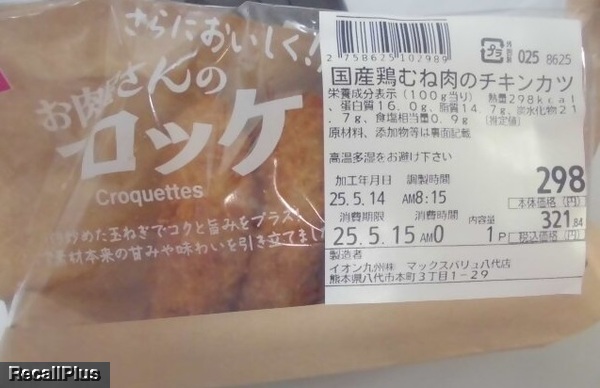 さらにおいしく!
お肉屋さんの
コロッケ
Croquettes
炒めた玉ねぎでコクと旨みをプラス!
素材本来の甘みや味わいを引き立てまし
2 758625 102989
プラ
025 8625
国産鶏むね肉のチキンカツ
栄養成分表示(100g当り) 熱量298kcal
、蛋白質16.0g、脂質14.7g、炭水化物21
.7g、食塩相当量0.9g [推定値]
原材料、添加物等は裏面記載
高温多湿をお避け下さい
加工年月日 調製時間
25.5.14 AM8:15
298
本体価格(円)
消費期限 消費時間 内容量
25.5.15 AM0 1P
321.84
税込価格(円)
製造者
イオン九州㈱ マックスバリュ八代店
熊本県八代市本町3丁目1-29
RecallPlus